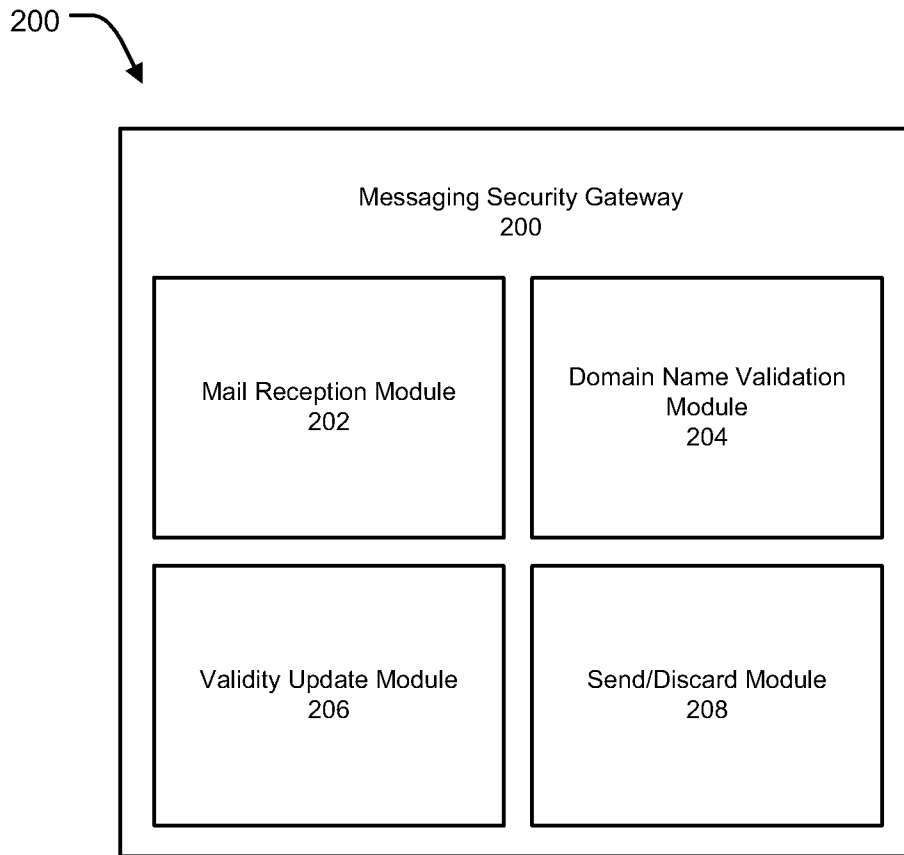 200
Messaging Security Gateway
200
Mail Reception Module
202
Domain Name Validation
Module
204
Validity Update Module
206
Send/Discard Module
208